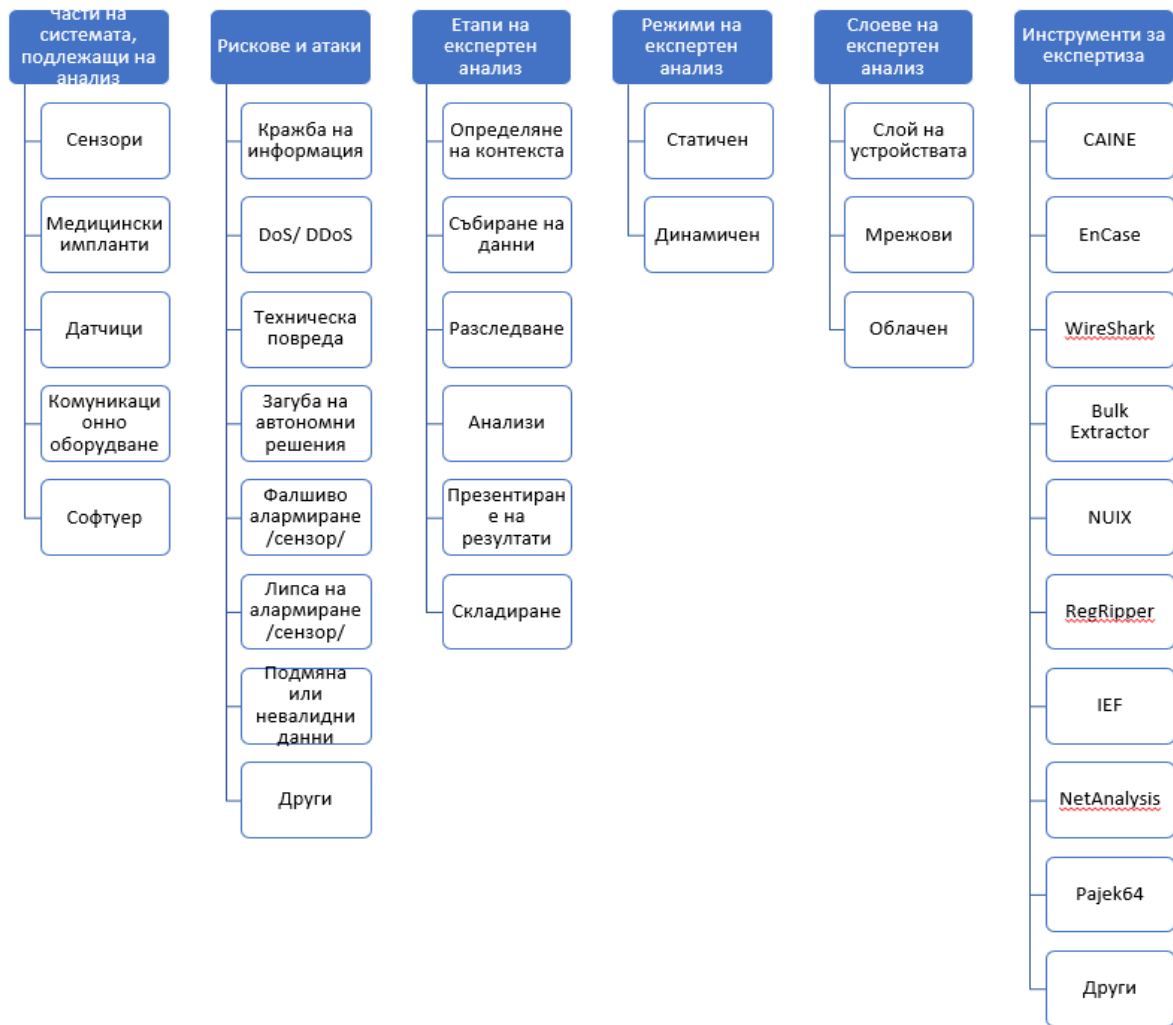 Части на
системата,
подлежащи на
анализ
Сензори
Медицински
импланти
Датчици
Комуникаци
онно
оборудване
Софтуер
Рискове и атаки
Кражба на
информация
DoS/ DDoS
Техническа
повреда
Загуба на
автономни
решения
Фалшиво
алармиране
/сензор/
Липса на
алармиране
/сензор/
Подмяна
или
невалидни
данни
Други
Етапи на
експертен
анализ
Определяне
на контекста
Събиране на
данни
Разследване
Анализи
Презентиран
е на
резултати
Складиране
Режими на
експертен
анализ
Статичен
Динамичен
Слоеве на
експертен
анализ
Слой на
устройствата
Мрежови
Облачен
Инструменти за
експертиза
CAINE
EnCase
WireShark
Bulk
Extractor
NUIX
RegRipper
IEF
NetAnalysis
Pajek64
Други